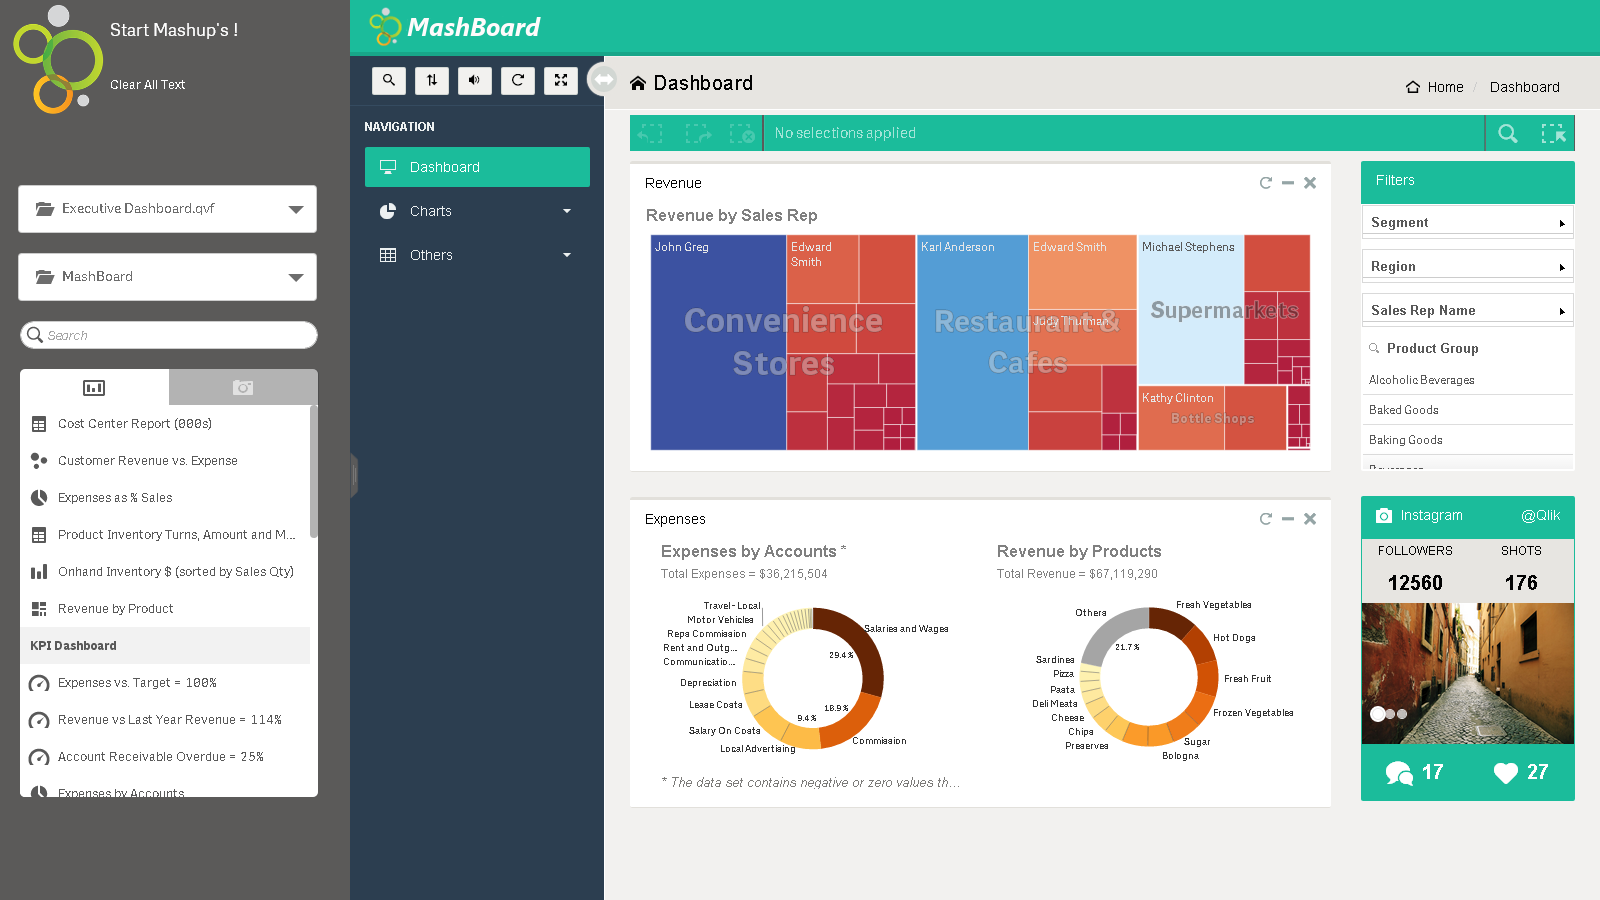 Start Mashup's !
Clear All Text
Executive Dashboard.qvf
MashBoard
Search
Cost Center Report (000s)
Customer Revenue vs. Expense
Expenses as % Sales
Product Inventory Turns, Amount and M...
Onhand Inventory $ (sorted by Sales Qty)
Revenue by Product
KPI Dashboard
Expenses vs. Target = 100%
Revenue vs Last Year Revenue = 114%
Account Receivable Overdue = 25%
Expenses by Accounts
MashBoard
NAVIGATION
Dashboard
Charts
Others
Dashboard
Home / Dashboard
No selections applied
Revenue
Revenue by Sales Rep
John Greg
Edward
Smith
Convenience
Stores
Karl Anderson
Edward Smith
Judy Thurman
Restaurant &
Cafes
Michael Stephens
Supermarkets
Kathy Clinton
Bottle Shops
Expenses
Expenses by Accounts *
Total Expenses = $36,215,504
Travel- Local
Motor Vehicles
Reps Commission
Rent and Outg...
Communicatio...
Depreciation
Lease Costs
Salary On Costs
Local Advertising
Commission
Salaries and Wages
29.4%
18.9%
9.4%
* The data set contains negative or zero values th...
Revenue by Products
Total Revenue = $67,119,290
Others
21.7%
Fresh Vegetables
Hot Dogs
Fresh Fruit
Frozen Vegetables
Sugar
Bologna
Preserves
Chips
Cheese
Deli Meats
Pasta
Pizza
Sardines
Filters
Segment
Region
Sales Rep Name
Product Group
Alcoholic Beverages
Baked Goods
Baking Goods
Beverages
Instagram @Qlik
FOLLOWERS SHOTS
12560 176
17 27